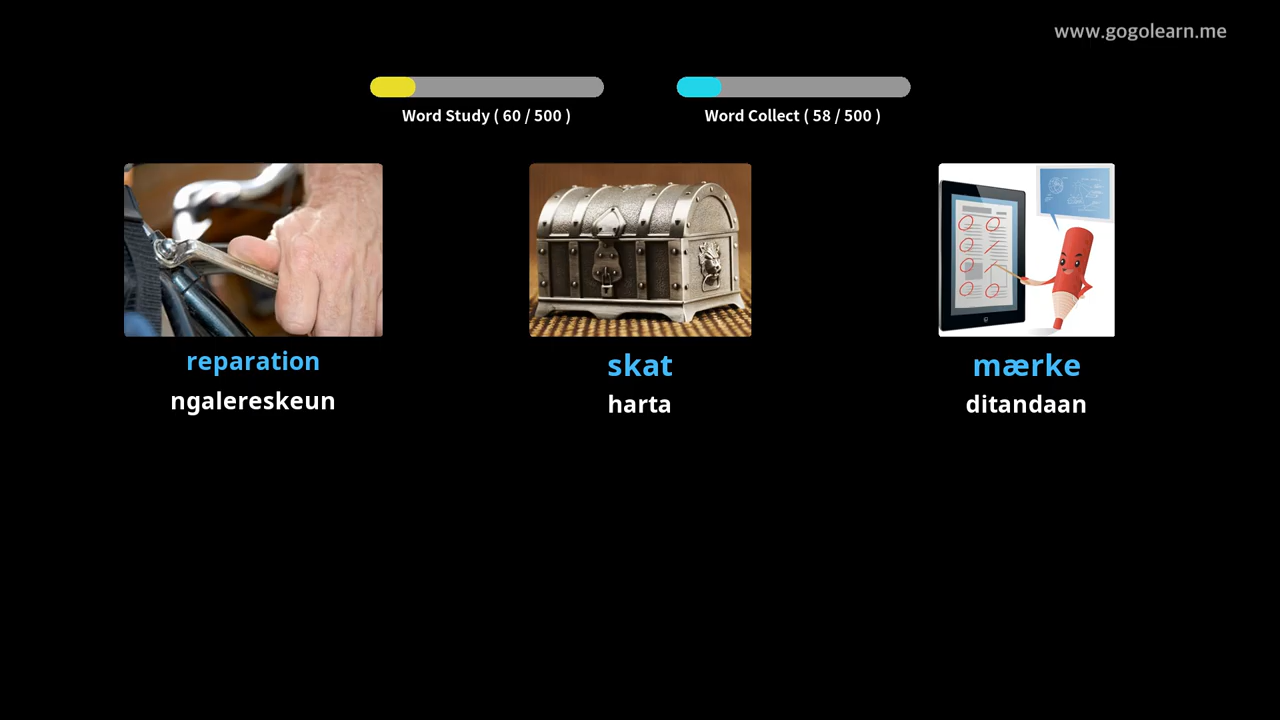 www.gogolearn.me
Word Study ( 60 / 500 )
Word Collect ( 58 / 500 )
reparation
ngalereskeun
skat
harta
mærke
ditandaan